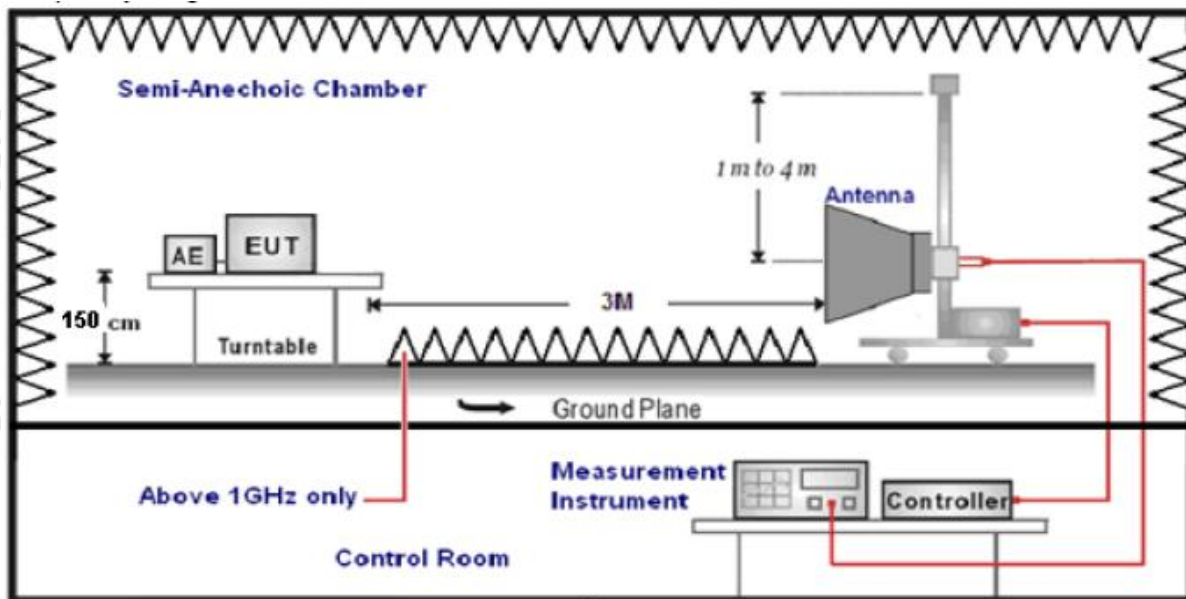 Semi-Anechoic Chamber
1 m to 4 m
Antenna
AE
EUT
150 cm
3M
Turntable
Ground Plane
Above 1GHz only
Measurement
Instrument
Controller
Control Room